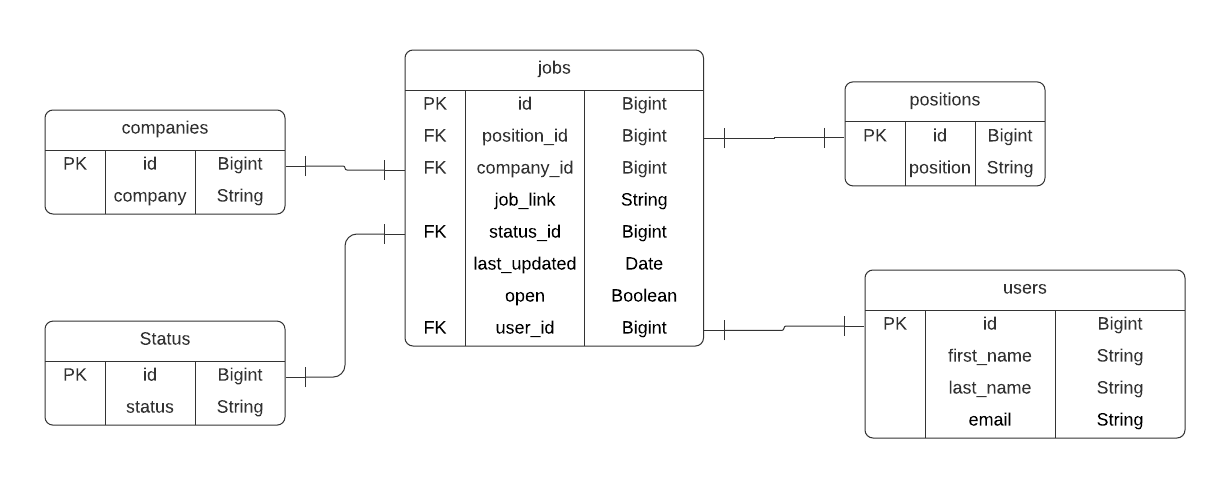 jobs
PK id Bigint
FK position_id Bigint
FK company_id Bigint
job_link String
FK status_id Bigint
last_updated Date
open Boolean
FK user_id Bigint
companies
PK id Bigint
company String
Status
PK id Bigint
status String
positions
PK id Bigint
position String
users
PK id Bigint
first_name String
last_name String
email String